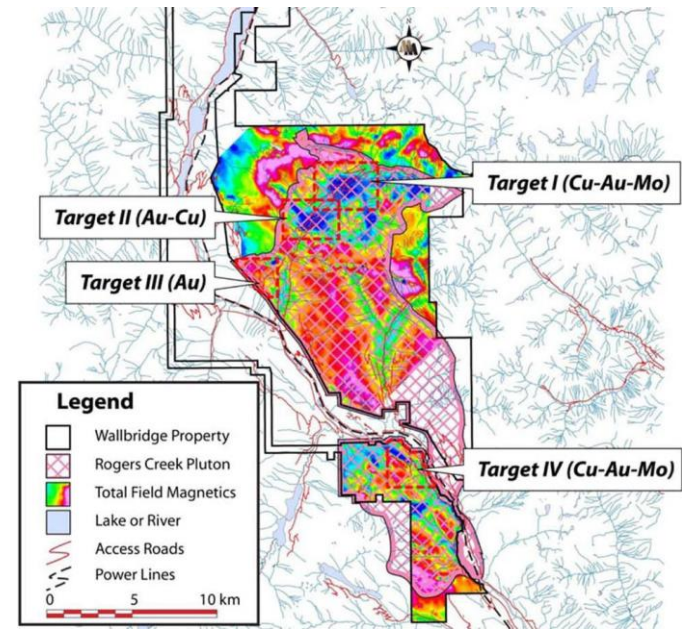 Target I (Cu-Au-Mo)
Target II (Au-Cu)
Target III (Au)
Target IV (Cu-Au-Mo)
Legend
Wallbridge Property
Rogers Creek Pluton
Total Field Magnetics
Lake or River
Access Roads
Power Lines
0 5 10 km